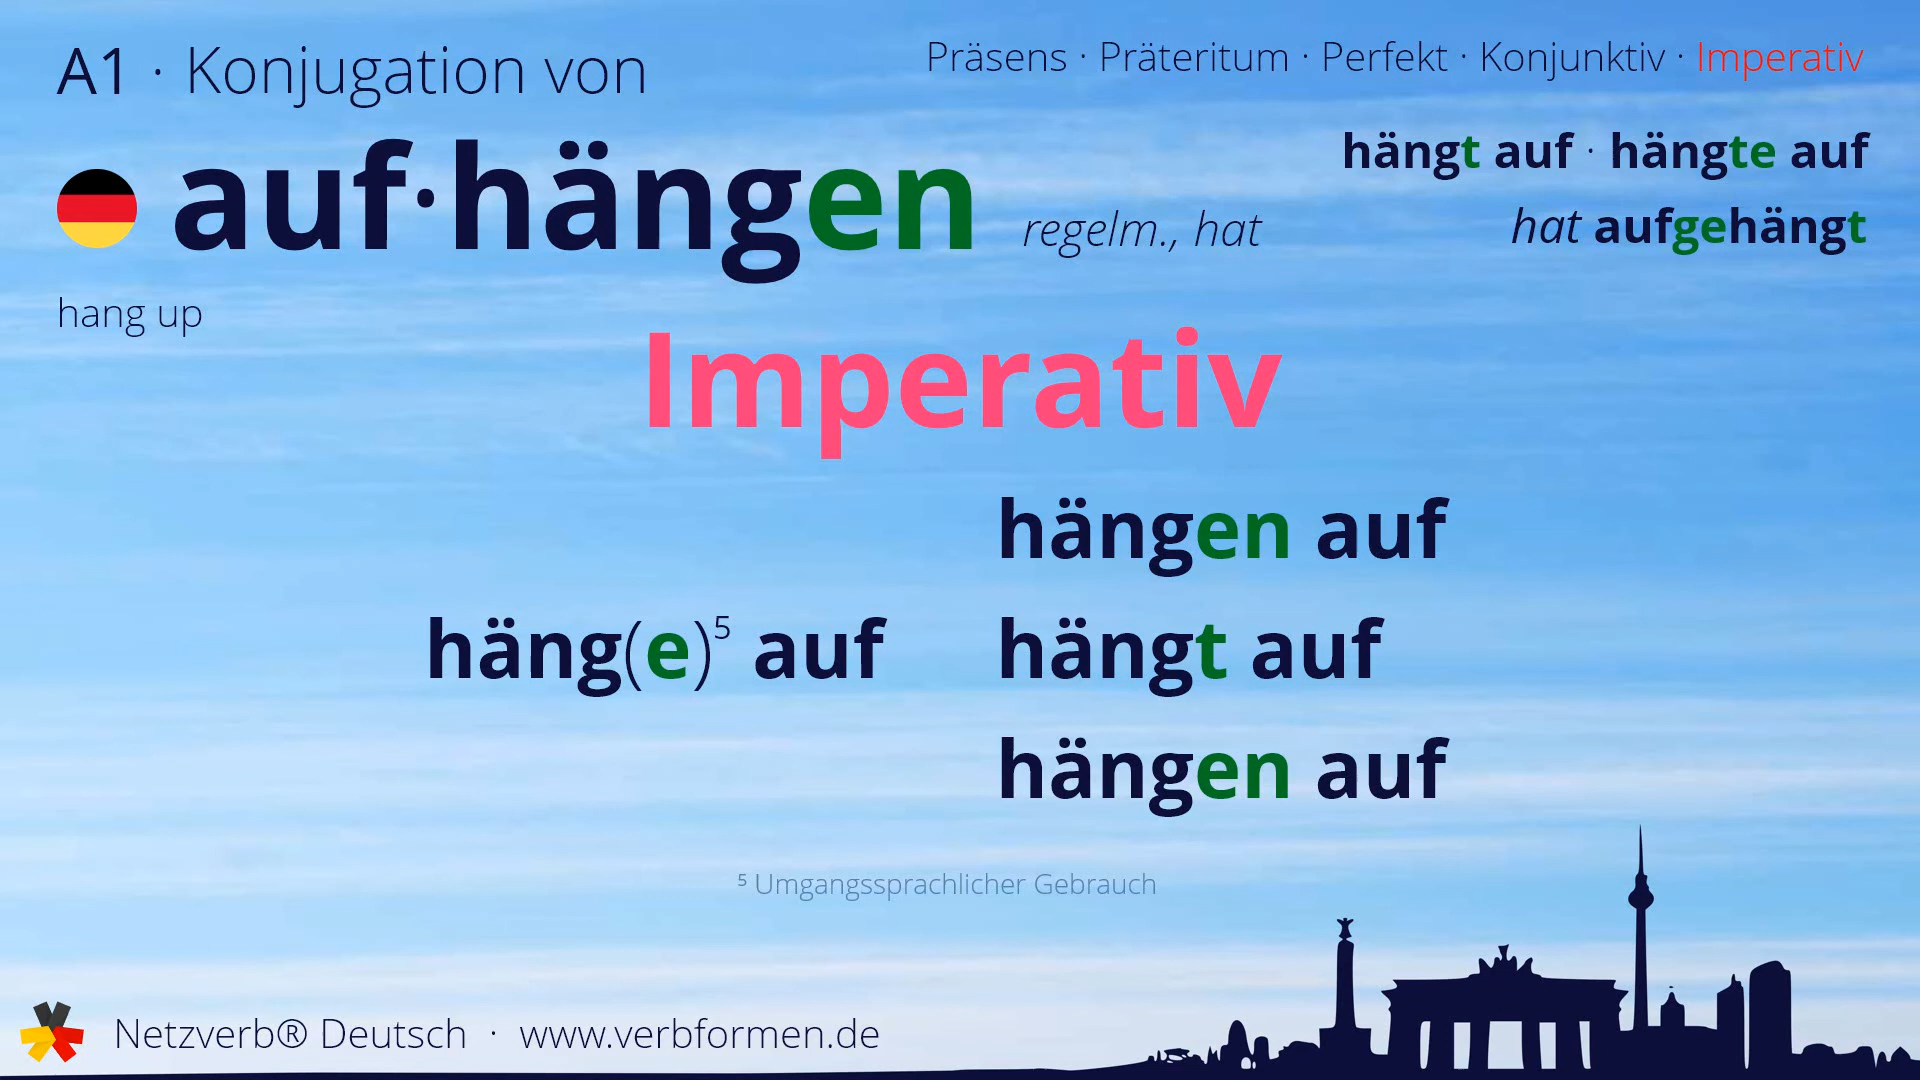 A1 · Konjugation von
Präsens · Präteritum · Perfekt · Konjunktiv · Imperativ
auf·hängen regelm., hat
hängt auf · hängte auf
hat aufgehängt
hang up
Imperativ
hängen auf
häng(e)⁵ auf hängt auf
hängen auf
⁵ Umgangssprachlicher Gebrauch
Netzverb® Deutsch · www.verbformen.de